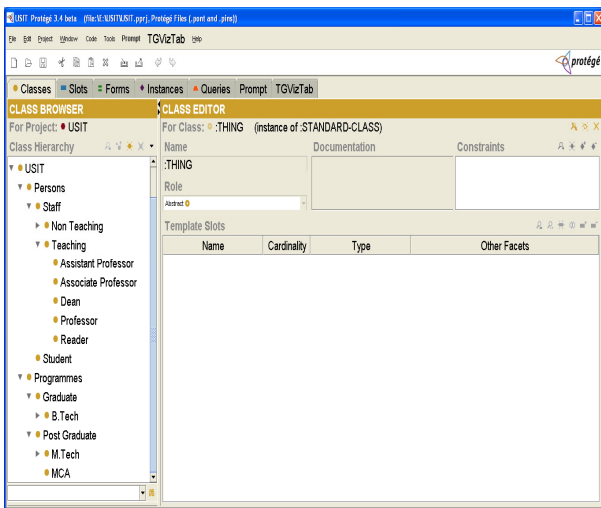 USIT Protégé 3.4 beta (file:\E:\USIT\USIT.pprj, Protégé Files (.pont and .pins))
File Edit Project Window Code Tools Prompt TGVizTab Help
protégé
Classes Slots Forms Instances Queries Prompt TGVizTab
CLASS BROWSER
For Project: USIT
Class Hierarchy
USIT
Persons
Staff
Non Teaching
Teaching
Assistant Professor
Associate Professor
Dean
Professor
Reader
Student
Programmes
Graduate
B.Tech
Post Graduate
M.Tech
MCA
CLASS EDITOR
For Class: :THING (instance of :STANDARD-CLASS)
Name Documentation Constraints
:THING
Role
Abstract
Template Slots
Name Cardinality Type Other Facets